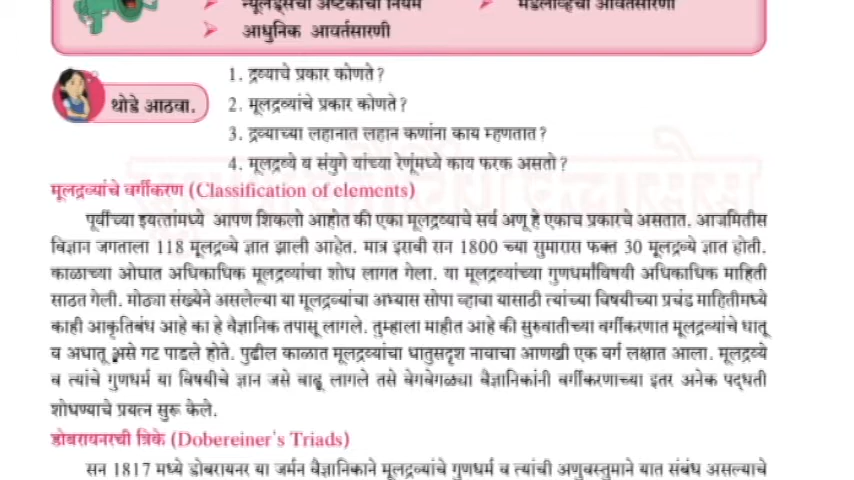 ➢ न्यूलँड्सचा अष्टकांचा नियम ➢ मेंडेलीव्हची आवर्तसारणी
➢ आधुनिक आवर्तसारणी
थोडे आठवा.
1. द्रव्याचे प्रकार कोणते?
2. मूलद्रव्यांचे प्रकार कोणते?
3. द्रव्याच्या लहानात लहान कणांना काय म्हणतात?
4. मूलद्रव्ये व संयुगे यांच्या रेणूंमध्ये काय फरक असतो?
मूलद्रव्यांचे वर्गीकरण (Classification of elements)
पूर्वीच्या इयत्तांमध्ये आपण शिकलो आहोत की एका मूलद्रव्याचे सर्व अणू हे एकाच प्रकारचे असतात. आजमितीस
विज्ञान जगताला 118 मूलद्रव्ये ज्ञात झाली आहेत. मात्र इसवी सन 1800 च्या सुमारास फक्त 30 मूलद्रव्ये ज्ञात होती.
काळाच्या ओघात अधिकाधिक मूलद्रव्यांचा शोध लागत गेला. या मूलद्रव्यांच्या गुणधर्मांविषयी अधिकाधिक माहिती
साठत गेली. मोठ्या संख्येने असलेल्या या मूलद्रव्यांचा अभ्यास सोपा व्हावा यासाठी त्यांच्या विषयीच्या प्रचंड माहितीमध्ये
काही आकृतिबंध आहे का हे वैज्ञानिक तपासू लागले. तुम्हाला माहीत आहे की सुरुवातीच्या वर्गीकरणात मूलद्रव्यांचे धातू
व अधातू असे गट पाडले होते. पुढील काळात मूलद्रव्यांचा धातुसदृश नावाचा आणखी एक वर्ग लक्षात आला. मूलद्रव्ये
व त्यांचे गुणधर्म या विषयीचे ज्ञान जसे वाढू लागले तसे वेगवेगळ्या वैज्ञानिकांनी वर्गीकरणाच्या इतर अनेक पद्धती
शोधण्याचे प्रयत्न सुरू केले.
डोबरायनरची त्रिके (Dobereiner's Triads)
सन 1817 मध्ये डोबरायनर या जर्मन वैज्ञानिकाने मूलद्रव्यांचे गुणधर्म व त्यांची अणुवस्तुमाने यात संबंध असल्याचे